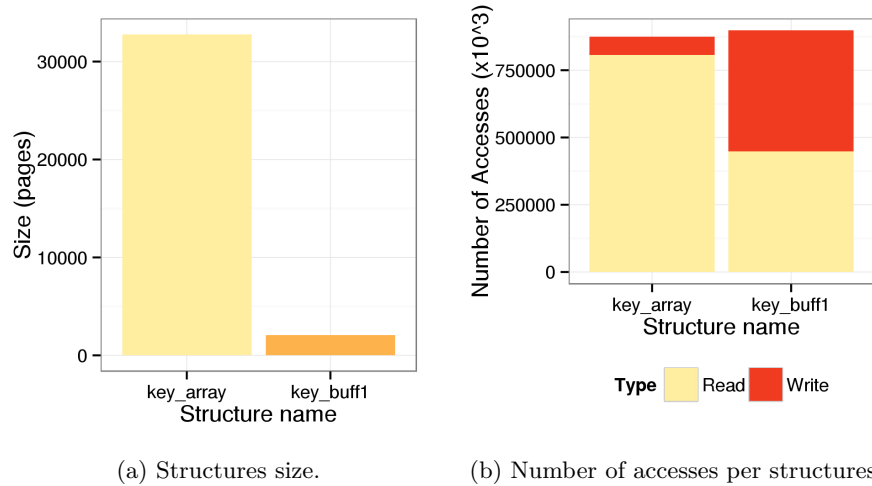 Size (pages)
30000
20000
10000
0
key_array
key_buff1
Structure name
(a) Structures size.
Number of Accesses (x10^3)
750000
500000
250000
0
key_array
key_buff1
Structure name
Type Read Write
(b) Number of accesses per structures